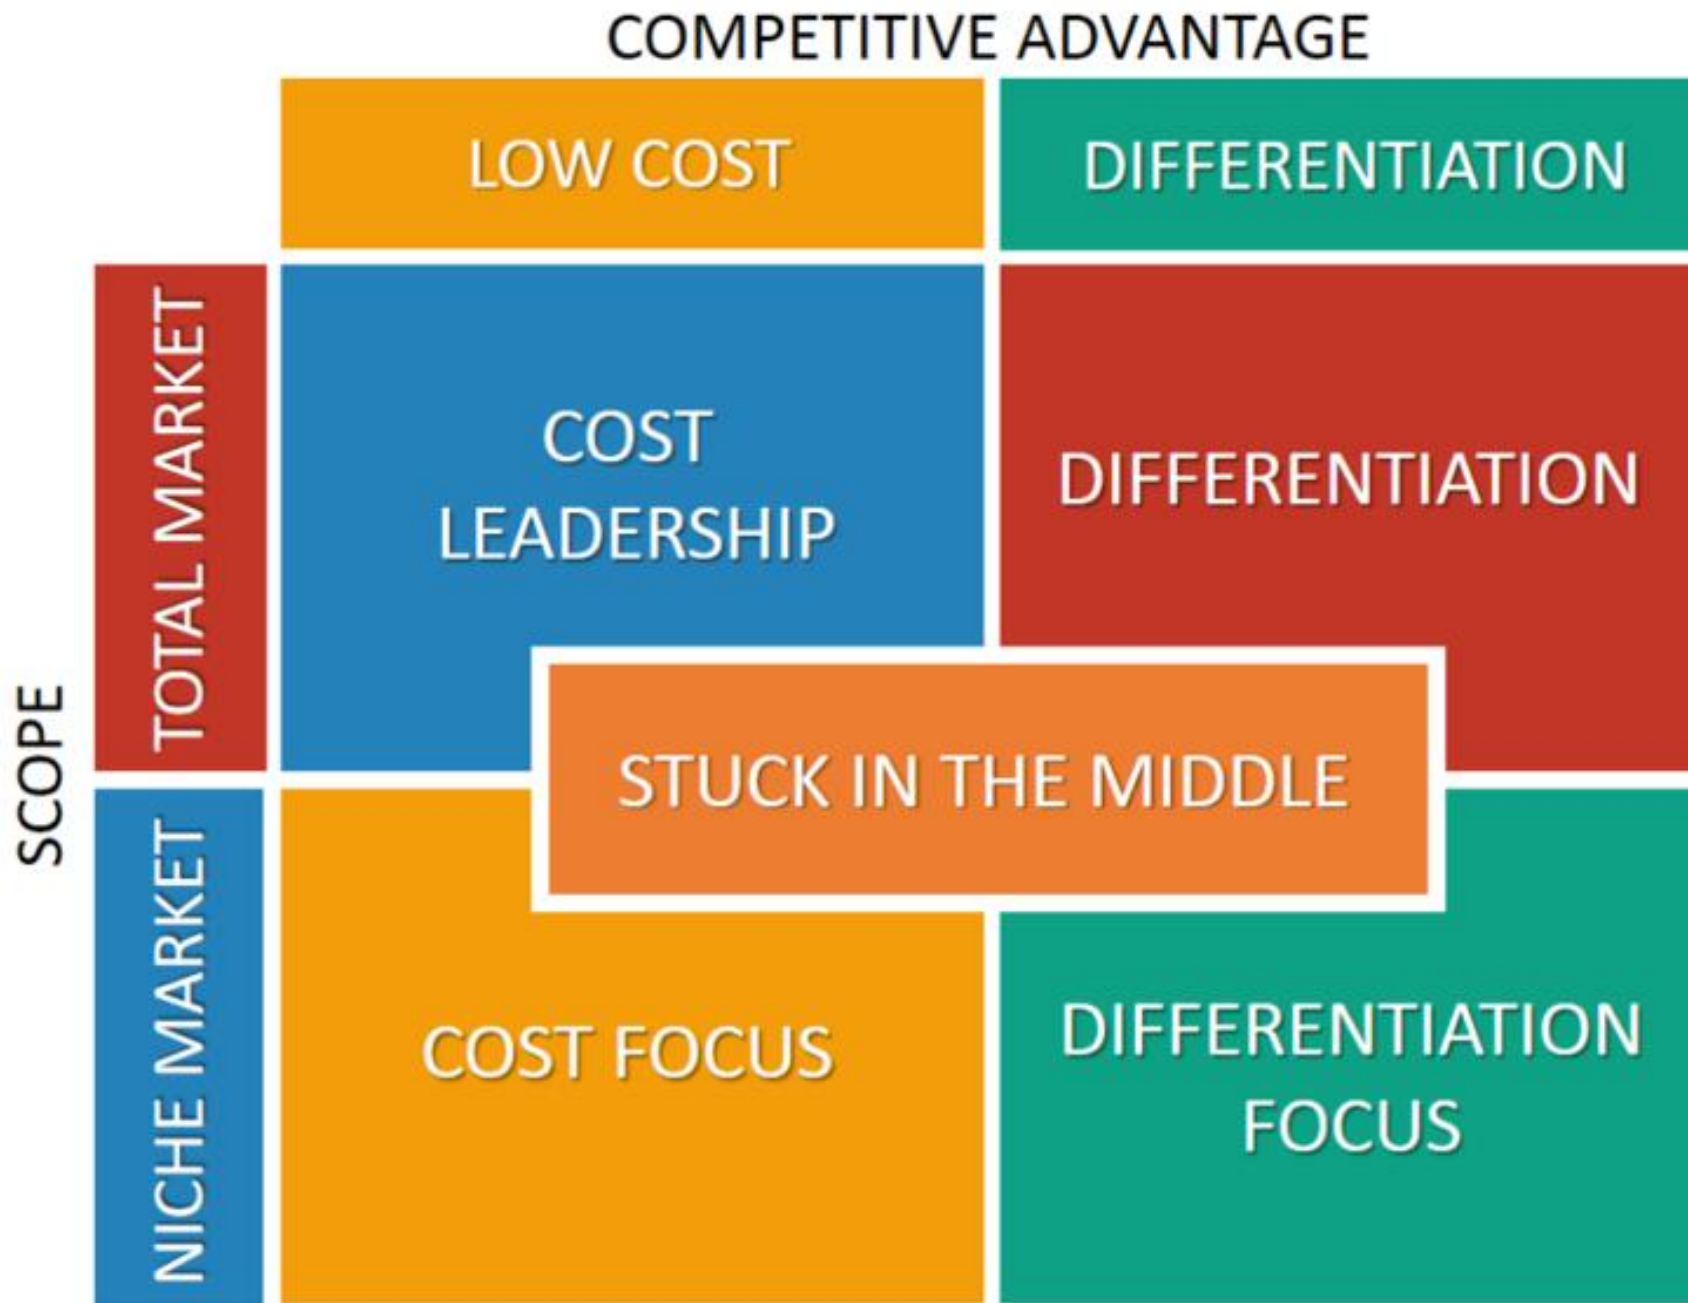 COMPETITIVE ADVANTAGE
LOW COST
DIFFERENTIATION
SCOPE
TOTAL MARKET
COST
LEADERSHIP
DIFFERENTIATION
STUCK IN THE MIDDLE
NICHE MARKET
COST FOCUS
DIFFERENTIATION
FOCUS